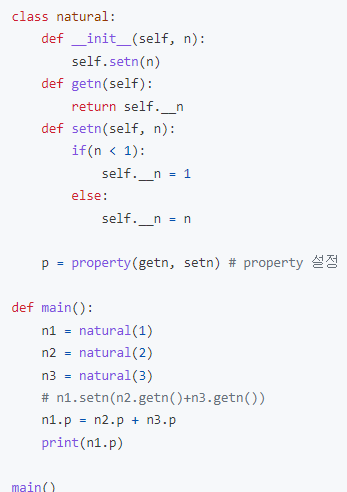 class natural:
    def __init__(self, n):
        self.setn(n)
    def getn(self):
        return self.__n
    def setn(self, n):
        if(n < 1):
            self.__n = 1
        else:
            self.__n = n
    p = property(getn, setn) # property 설정
def main():
    n1 = natural(1)
    n2 = natural(2)
    n3 = natural(3)
    # n1.setn(n2.getn()+n3.getn())
    n1.p = n2.p + n3.p
    print(n1.p)
main()